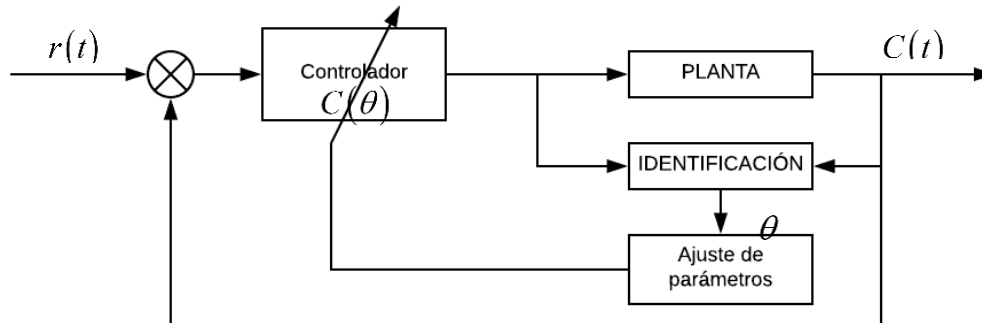 r(t)
Controlador
C(θ)
PLANTA
C(t)
IDENTIFICACIÓN
θ
Ajuste de
parámetros